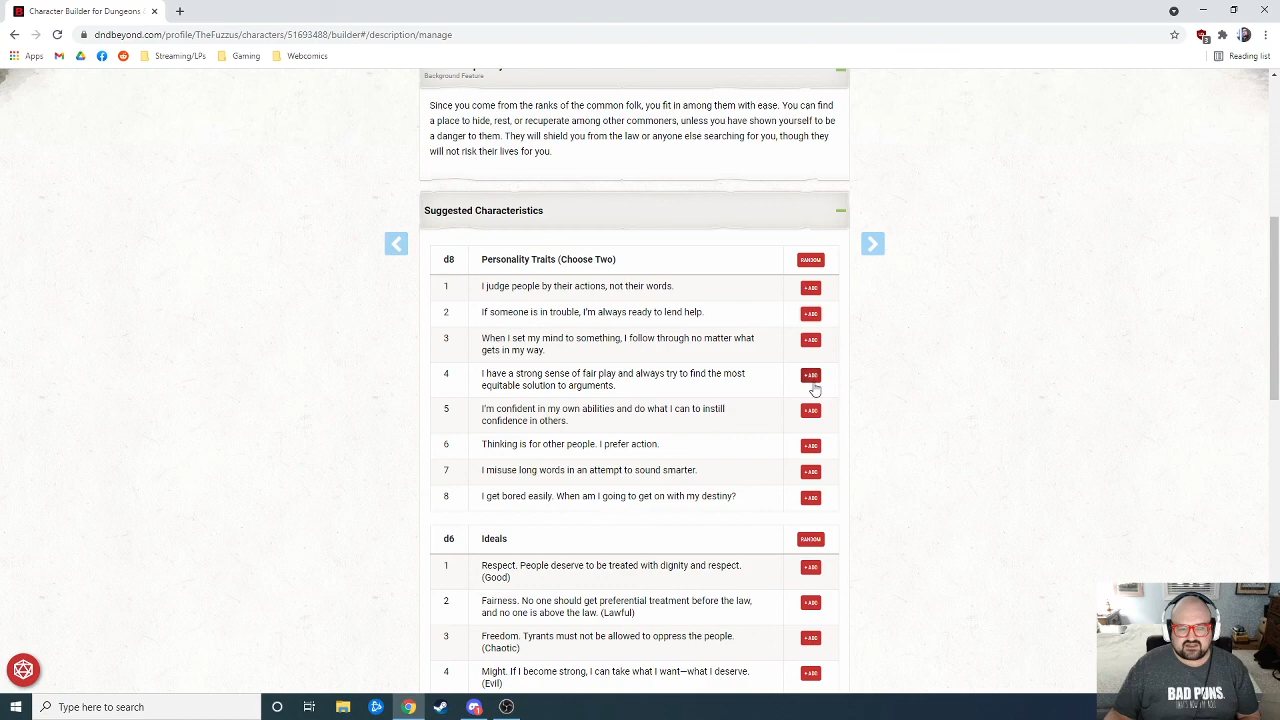 Character Builder for Dungeons
dndbeyond.com/profile/TheFuzzus/characters/51693488/builder#/description/manage
Apps
Streaming/LPs
Gaming
Webcomics
Reading list
Background Feature
Since you come from the ranks of the common folk, you fit in among them with ease. You can find
a place to hide, rest, or recuperate among other commoners, unless you have shown yourself to be
a danger to them. They will shield you from the law or anyone else searching for you, though they
will not risk their lives for you.
Suggested Characteristics
d8 Personality Traits (Choose Two) RANDOM
1 I judge people by their actions, not their words. + ADD
2 If someone is in trouble, I'm always ready to lend help. + ADD
3 When I set my mind to something, I follow through no matter what + ADD
gets in my way.
4 I have a strong sense of fair play and always try to find the most + ADD
equitable solution to arguments.
5 I'm confident in my own abilities and do what I can to instill + ADD
confidence in others.
6 Thinking is for other people. I prefer action. + ADD
7 I misuse long words in an attempt to sound smarter. + ADD
8 I get bored easily. When am I going to get on with my destiny? + ADD
d6 Ideals RANDOM
1 Respect. People deserve to be treated with dignity and respect. + ADD
(Good)
2 Fairness. No one should get preferential treatment before the law, + ADD
and no one is above the law. (Lawful)
3 Freedom. Tyrants must not be allowed to oppress the people. + ADD
(Chaotic)
4 Might. If I become strong, I can take what I want—what I deserve. + ADD
(Evil)
BAD PUNS.
THAT'S HOW EYE ROLL
Type here to search